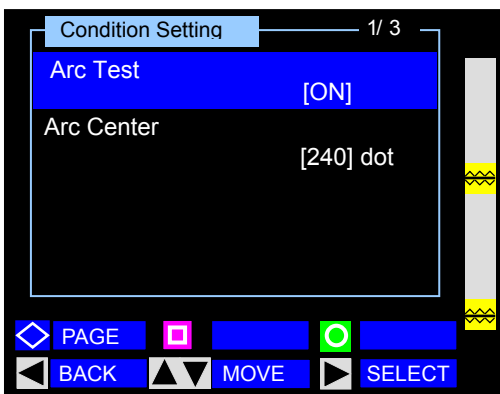 Condition Setting 1/ 3
Arc Test
[ON]
Arc Center
[240] dot
PAGE
BACK MOVE SELECT